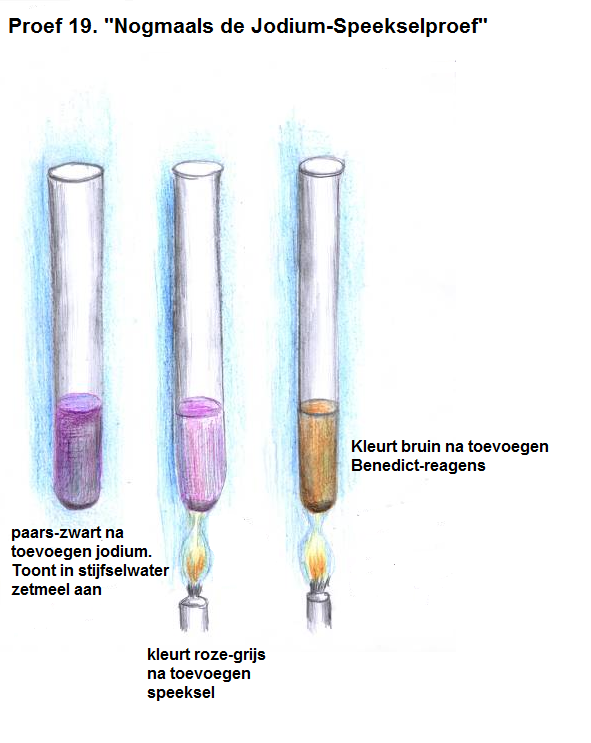 Proef 19. "Nogmaals de Jodium-Speekselproef"
Kleurt bruin na toevoegen
Benedict-reagens
paars-zwart na
toevoegen jodium.
Toont in stijfselwater
zetmeel aan
kleurt roze-grijs
na toevoegen
speeksel